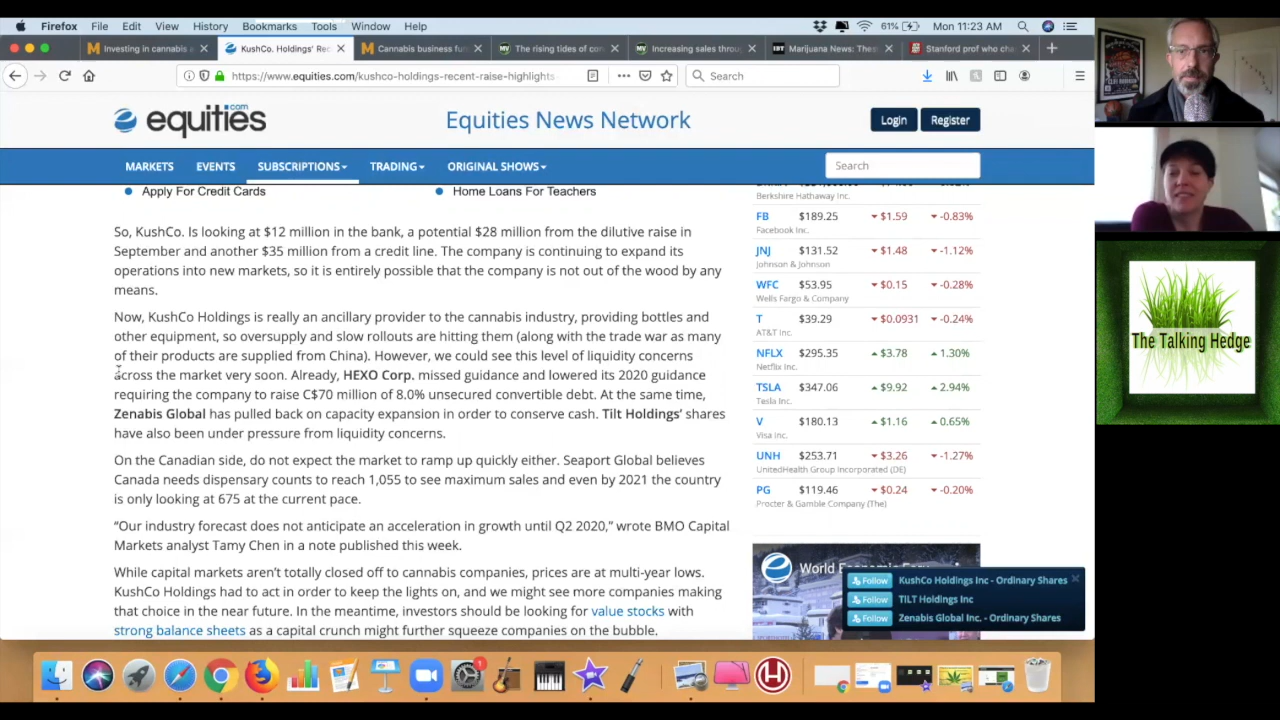 Firefox File Edit View History Bookmarks Tools Window Help 61% Mon 11:23 AM
Investing in cannabis a
KushCo. Holdings' Rec
Cannabis business fun
The rising tides of con
Increasing sales throug
Marijuana News: The
Stanford prof who cha
https://www.equities.com/kushco-holdings-recent-raise-highlights-
Search
equities.com
Equities News Network
Login Register
MARKETS EVENTS SUBSCRIPTIONS TRADING ORIGINAL SHOWS
Search
Apply For Credit Cards Home Loans For Teachers
So, KushCo. Is looking at $12 million in the bank, a potential $28 million from the dilutive raise in
September and another $35 million from a credit line. The company is continuing to expand its
operations into new markets, so it is entirely possible that the company is not out of the wood by any
means.
Now, KushCo Holdings is really an ancillary provider to the cannabis industry, providing bottles and
other equipment, so oversupply and slow rollouts are hitting them (along with the trade war as many
of their products are supplied from China). However, we could see this level of liquidity concerns
across the market very soon. Already, HEXO Corp. missed guidance and lowered its 2020 guidance
requiring the company to raise C$70 million of 8.0% unsecured convertible debt. At the same time,
Zenabis Global has pulled back on capacity expansion in order to conserve cash. Tilt Holdings' shares
have also been under pressure from liquidity concerns.
On the Canadian side, do not expect the market to ramp up quickly either. Seaport Global believes
Canada needs dispensary counts to reach 1,055 to see maximum sales and even by 2021 the country
is only looking at 675 at the current pace.
“Our industry forecast does not anticipate an acceleration in growth until Q2 2020,” wrote BMO Capital
Markets analyst Tamy Chen in a note published this week.
While capital markets aren’t totally closed off to cannabis companies, prices are at multi-year lows.
KushCo Holdings had to act in order to keep the lights on, and we might see more companies making
that choice in the near future. In the meantime, investors should be looking for value stocks with
strong balance sheets as a capital crunch might further squeeze companies on the bubble.
Berkshire Hathaway Inc.
FB $189.25 $1.59 -0.83%
Facebook Inc.
JNJ $131.52 $1.48 -1.12%
Johnson & Johnson
WFC $53.95 $0.15 -0.28%
Wells Fargo & Company
T $39.29 $0.0931 -0.24%
AT&T Inc.
NFLX $295.35 $3.78 1.30%
Netflix Inc.
TSLA $347.06 $9.92 2.94%
Tesla Inc.
V $180.13 $1.16 0.65%
Visa Inc.
UNH $253.71 $3.26 -1.27%
UnitedHealth Group Incorporated (DE)
PG $119.46 $0.24 -0.20%
Procter & Gamble Company (The)
Follow KushCo Holdings Inc - Ordinary Shares
Follow TILT Holdings Inc
Follow Zenabis Global Inc. - Ordinary Shares
The Talking Hedge